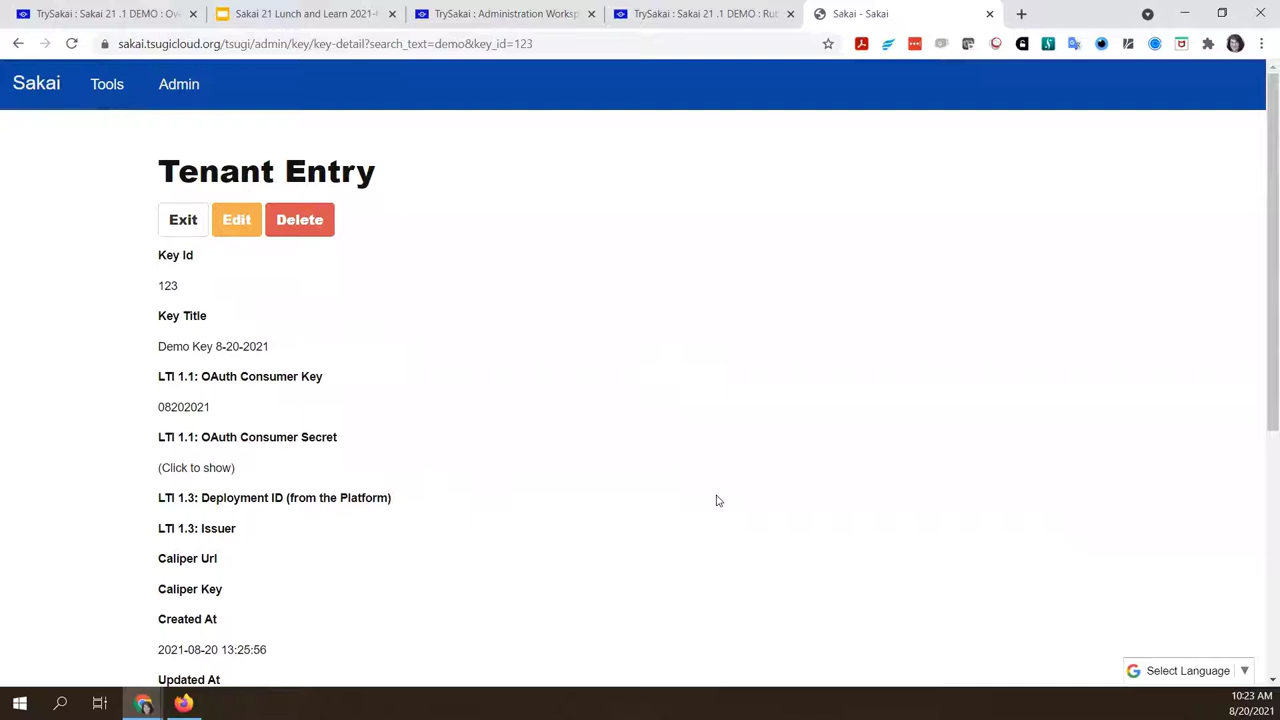 TrySakai : Sakai 21 .1 DEMO : Ov
Sakai 21 Lunch and Learn 2021-
TrySakai : Administration Works
TrySakai : Sakai 21 .1 DEMO : Rub
Sakai - Sakai
sakai.tsugicloud.org/tsugi/admin/key/key-detail?search_text=demo&key_id=123
Sakai Tools Admin
Tenant Entry
Exit Edit Delete
Key Id
123
Key Title
Demo Key 8-20-2021
LTI 1.1: OAuth Consumer Key
08202021
LTI 1.1: OAuth Consumer Secret
(Click to show)
LTI 1.3: Deployment ID (from the Platform)
LTI 1.3: Issuer
Caliper Url
Caliper Key
Created At
2021-08-20 13:25:56
Updated At
Select Language
10:23 AM
8/20/2021